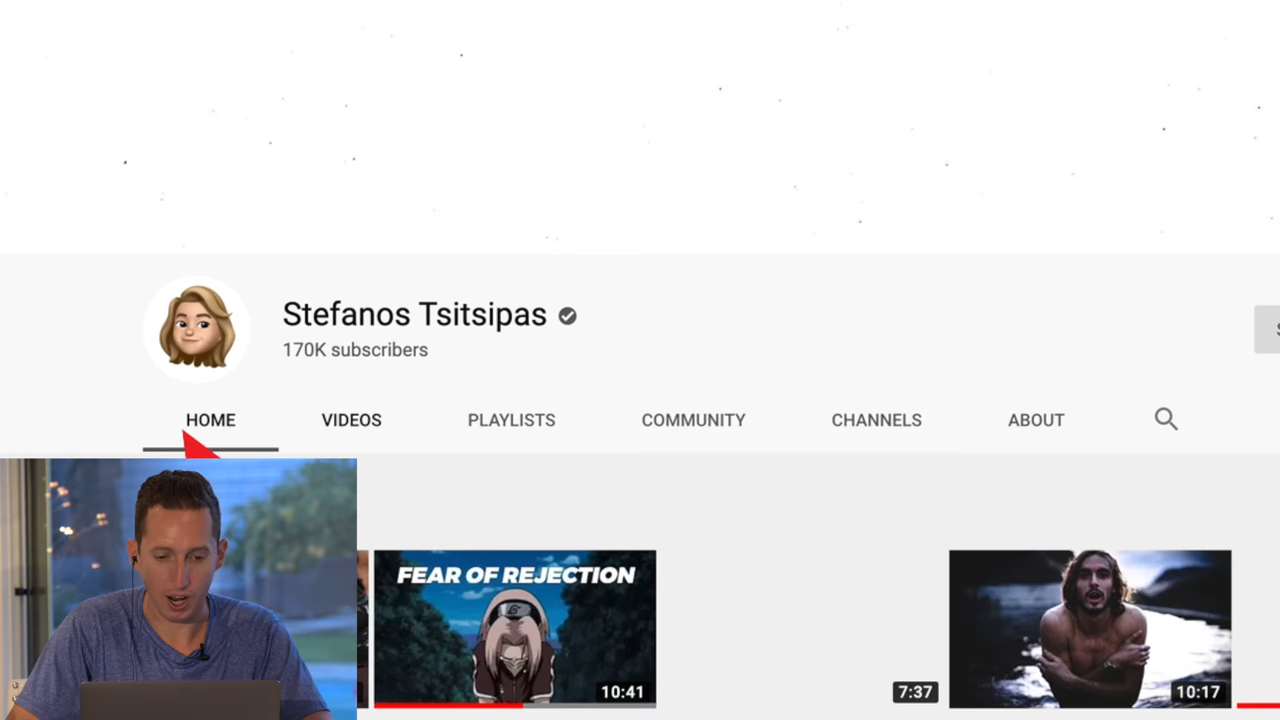 Stefanos Tsitsipas
170K subscribers
HOME VIDEOS PLAYLISTS COMMUNITY CHANNELS ABOUT
FEAR OF REJECTION
10:41
7:37
10:17